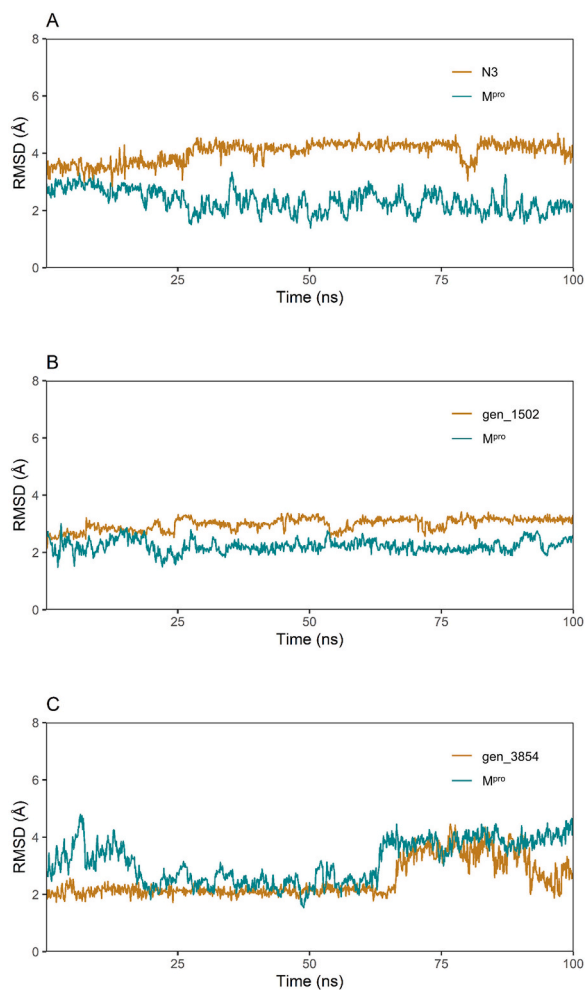 A
8
6
4
2
0
RMSD (Å)
N3
Mᵖʳᵒ
25
50
75
100
Time (ns)
B
8
6
4
2
0
RMSD (Å)
gen_1502
Mᵖʳᵒ
25
50
75
100
Time (ns)
C
8
6
4
2
0
RMSD (Å)
gen_3854
Mᵖʳᵒ
25
50
75
100
Time (ns)